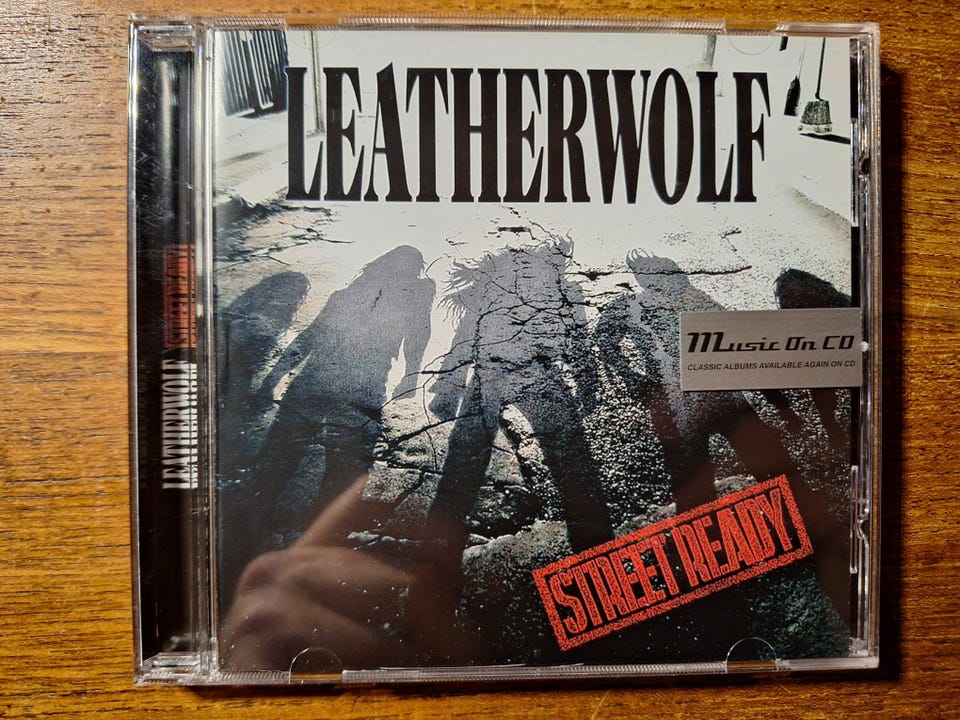 LEATHERWOLF
Music On CD
CLASSIC ALBUMS AVAILABLE AGAIN ON CD
STREET READY
LEATHERWOLF STREET READY